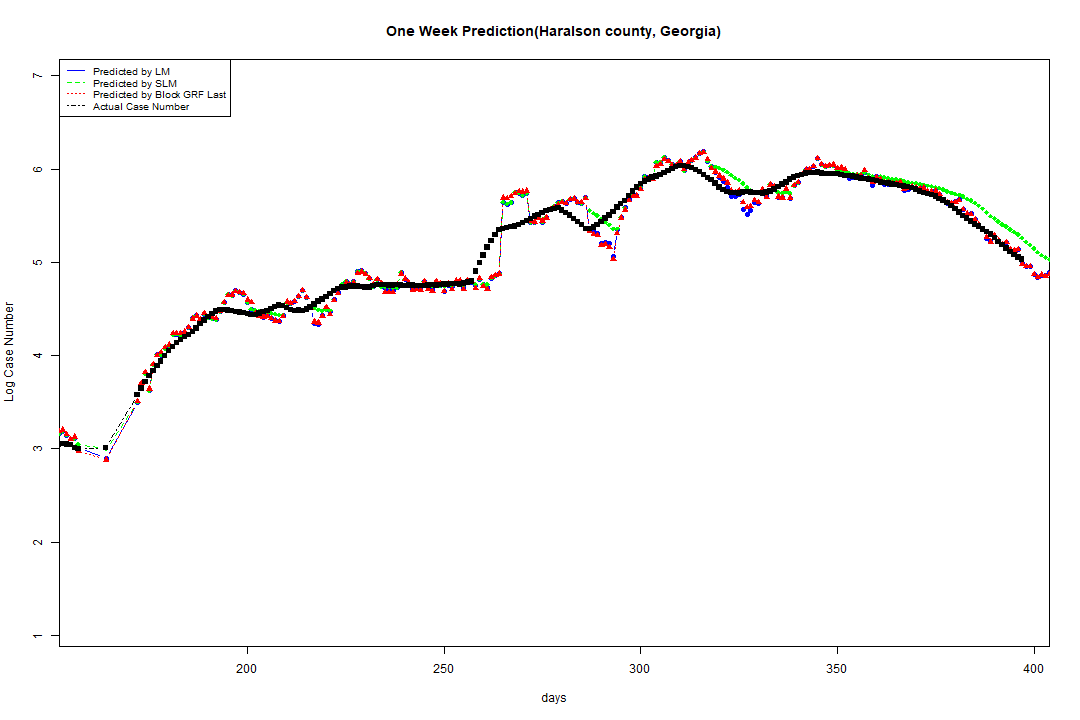 One Week Prediction(Haralson county, Georgia)
Predicted by LM
Predicted by SLM
Predicted by Block GRF Last
Actual Case Number
7
6
5
4
3
2
1
Log Case Number
200 250 300 350 400
days